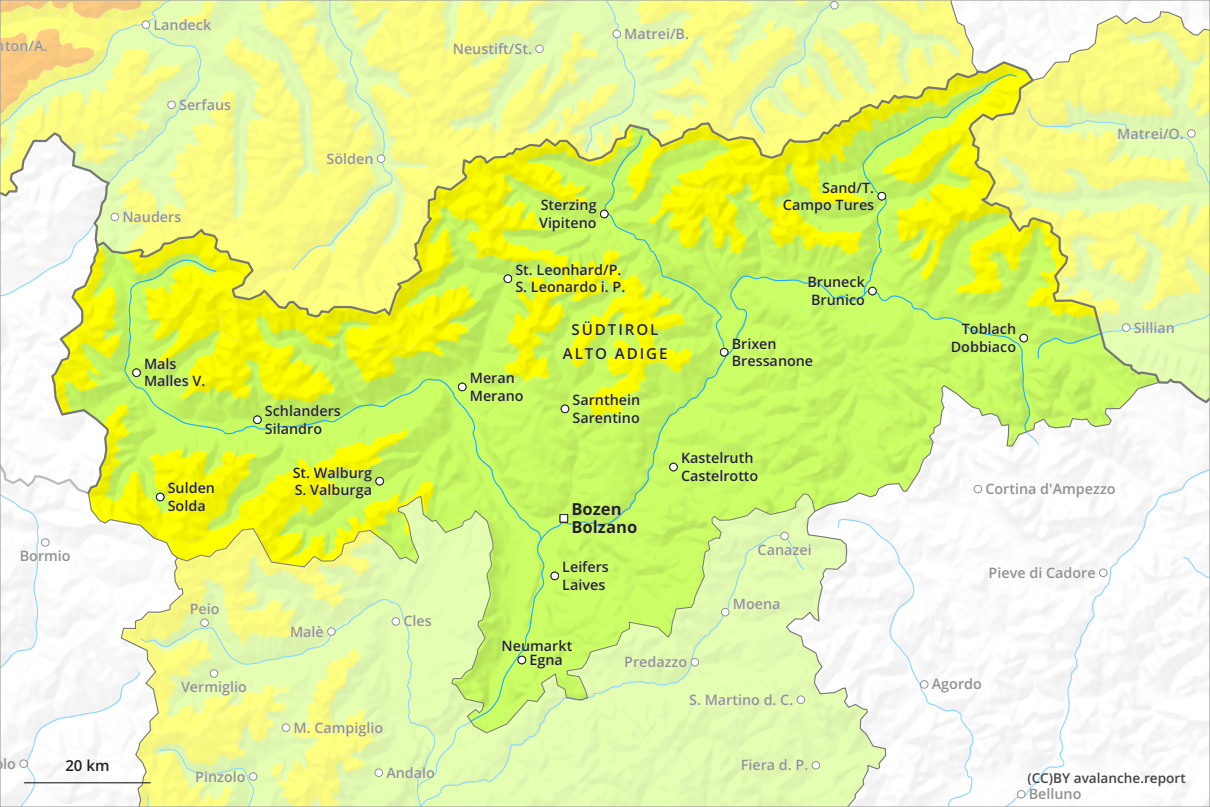 Landeck
Matrei/B.
Neustift/St.
ton/A.
Serfaus
Matrei/O.
Sölden
Sand/T.
Campo Tures
Nauders
Sterzing
Vipiteno
St. Leonhard/P.
S. Leonardo i. P.
Bruneck
Brunico
SÜDTIROL
ALTO ADIGE
Toblach
Dobbiaco
Sillian
Brixen
Bressanone
Mals
Malles V.
Meran
Merano
Sarnthein
Sarentino
Schlanders
Silandro
Kastelruth
Castelrotto
St. Walburg
S. Valburga
Sulden
Solda
Cortina d'Ampezzo
Bozen
Bolzano
Bormio
Canazei
Leifers
Laives
Pieve di Cadore
Peio
Moena
Cles
Malè
Neumarkt
Egna
Predazzo
Vermiglio
Agordo
S. Martino d. C.
M. Campiglio
20 km
olo
Pinzolo
Andalo
Fiera d. P.
(CC)BY avalanche.report
Belluno